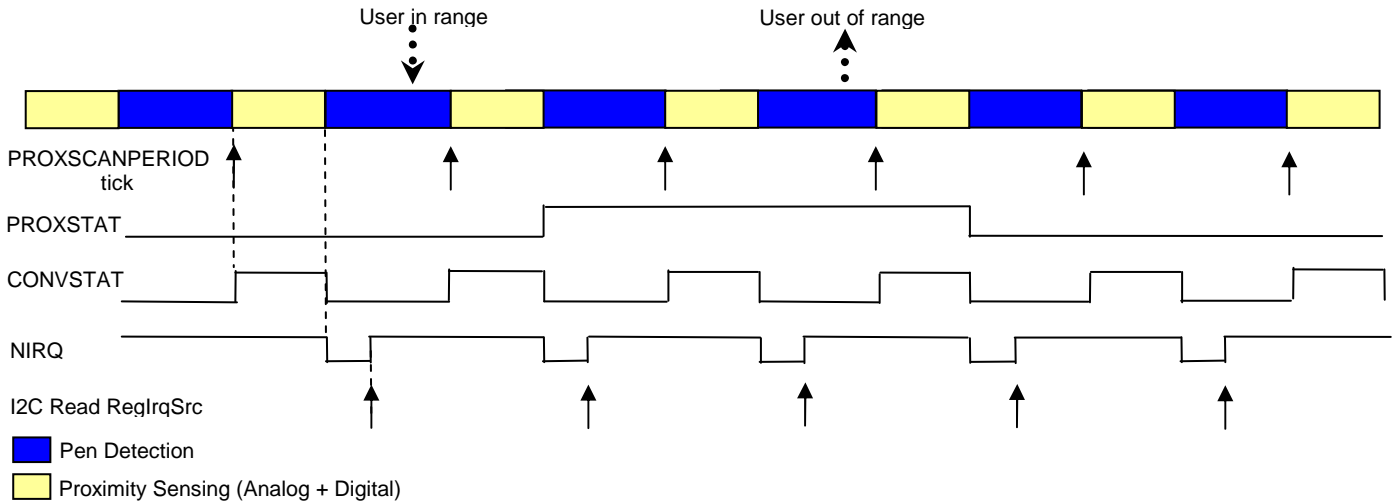 User in range
User out of range
PROXSCANPERIOD
tick
PROXSTAT
CONVSTAT
NIRQ
I2C Read RegIrqSrc
Pen Detection
Proximity Sensing (Analog + Digital)